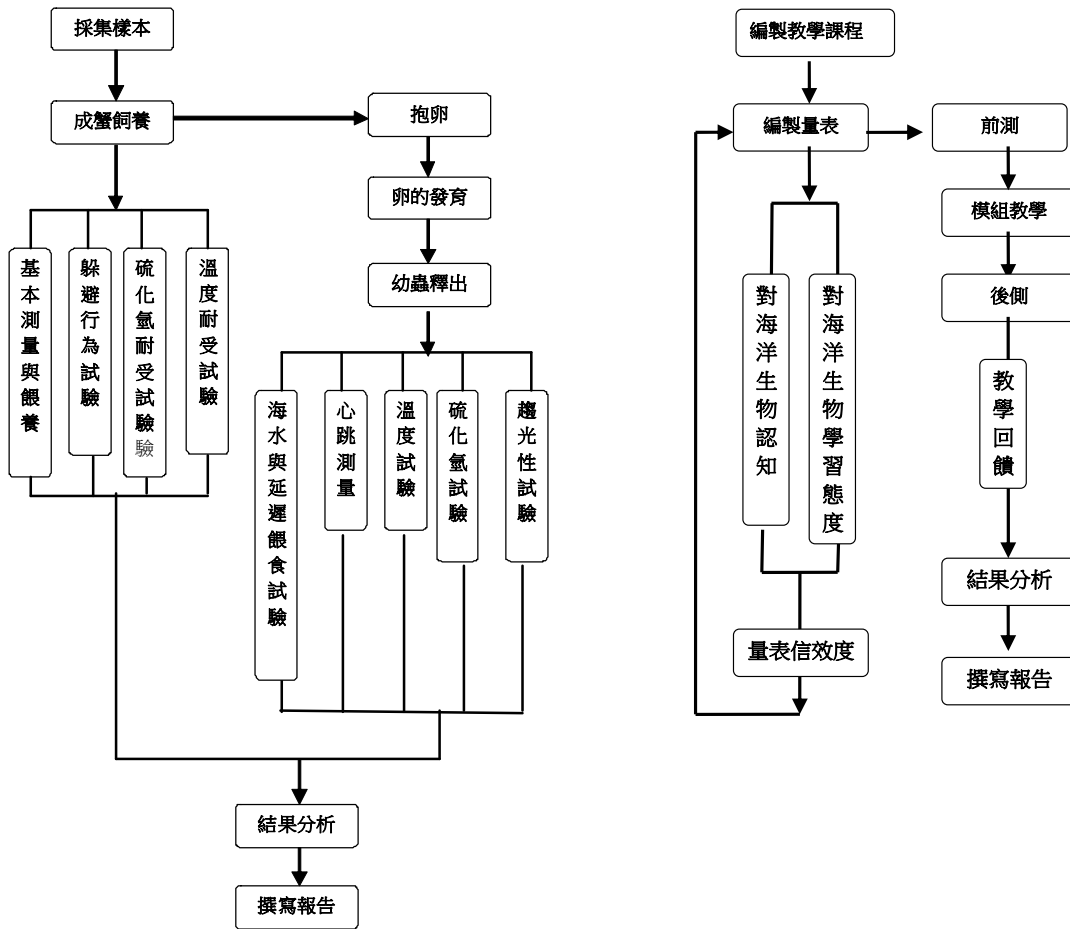 採集樣本
成蟹飼養
抱卵
卵的發育
幼蟲釋出
基本測量與餵養
躲避行為試驗
硫化氫耐受試驗
驗
溫度耐受試驗
海水與延遲餵食試驗
心跳測量
溫度試驗
硫化氫試驗
趨光性試驗
結果分析
撰寫報告
編製教學課程
編製量表
對海洋生物認知
對海洋生物學習態度
量表信效度
前測
模組教學
後側
教學回饋
結果分析
撰寫報告